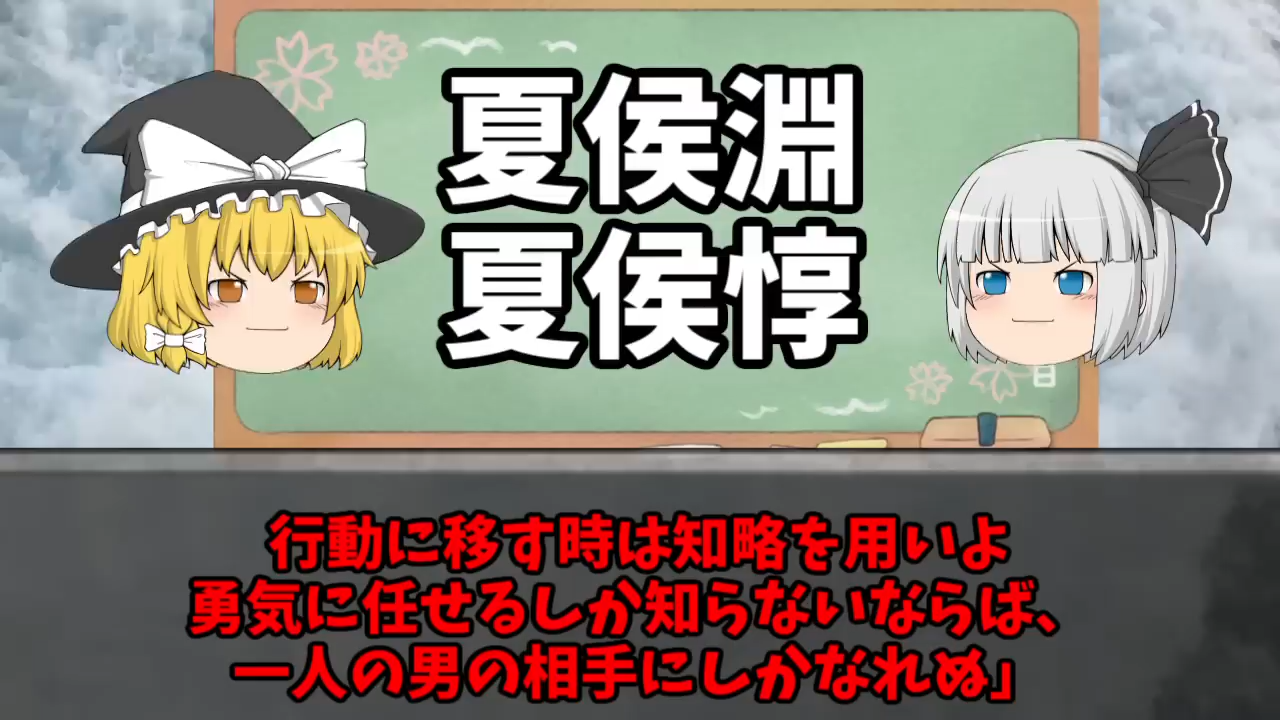 夏侯淵
夏侯惇
日
行動に移す時は知略を用いよ
勇気に任せるしか知らないならば、
一人の男の相手にしかなれぬ」